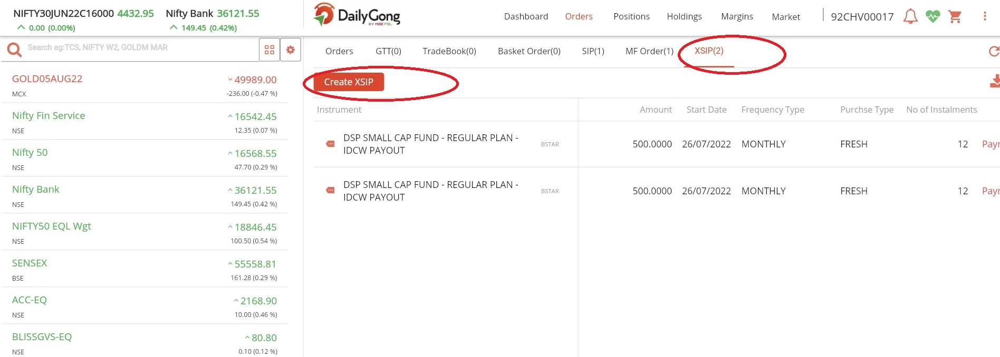 NIFTY30JUN22C16000 4432.95
0.00 (0.00%)
Nifty Bank 36121.55
149.45 (0.42%)
DailyGong
BY MSE FSL
Dashboard Orders Positions Holdings Margins Market 92CHV00017
Search eg:TCS, NIFTY W2, GOLDM MAR
Orders GTT(0) TradeBook(0) Basket Order(0) SIP(1) MF Order(1) XSIP(2)
GOLD05AUG22 49989.00
MCX -236.00 (-0.47 %)
Nifty Fin Service 16542.45
NSE 12.35 (0.07 %)
Nifty 50 16568.55
NSE 47.70 (0.29 %)
Nifty Bank 36121.55
NSE 149.45 (0.42 %)
NIFTY50 EQL Wgt 18846.45
NSE 100.50 (0.54 %)
SENSEX 55558.81
BSE 161.28 (0.29 %)
ACC-EQ 2168.90
NSE 10.00 (0.46 %)
BLISSGVS-EQ 80.80
NSE 0.10 (0.12 %)
Create XSIP
Instrument Amount Start Date Frequency Type Purchse Type No of Instalments
DSP SMALL CAP FUND - REGULAR PLAN -
IDCW PAYOUT
BSTAR 500.0000 26/07/2022 MONTHLY FRESH 12
DSP SMALL CAP FUND - REGULAR PLAN -
IDCW PAYOUT
BSTAR 500.0000 26/07/2022 MONTHLY FRESH 12